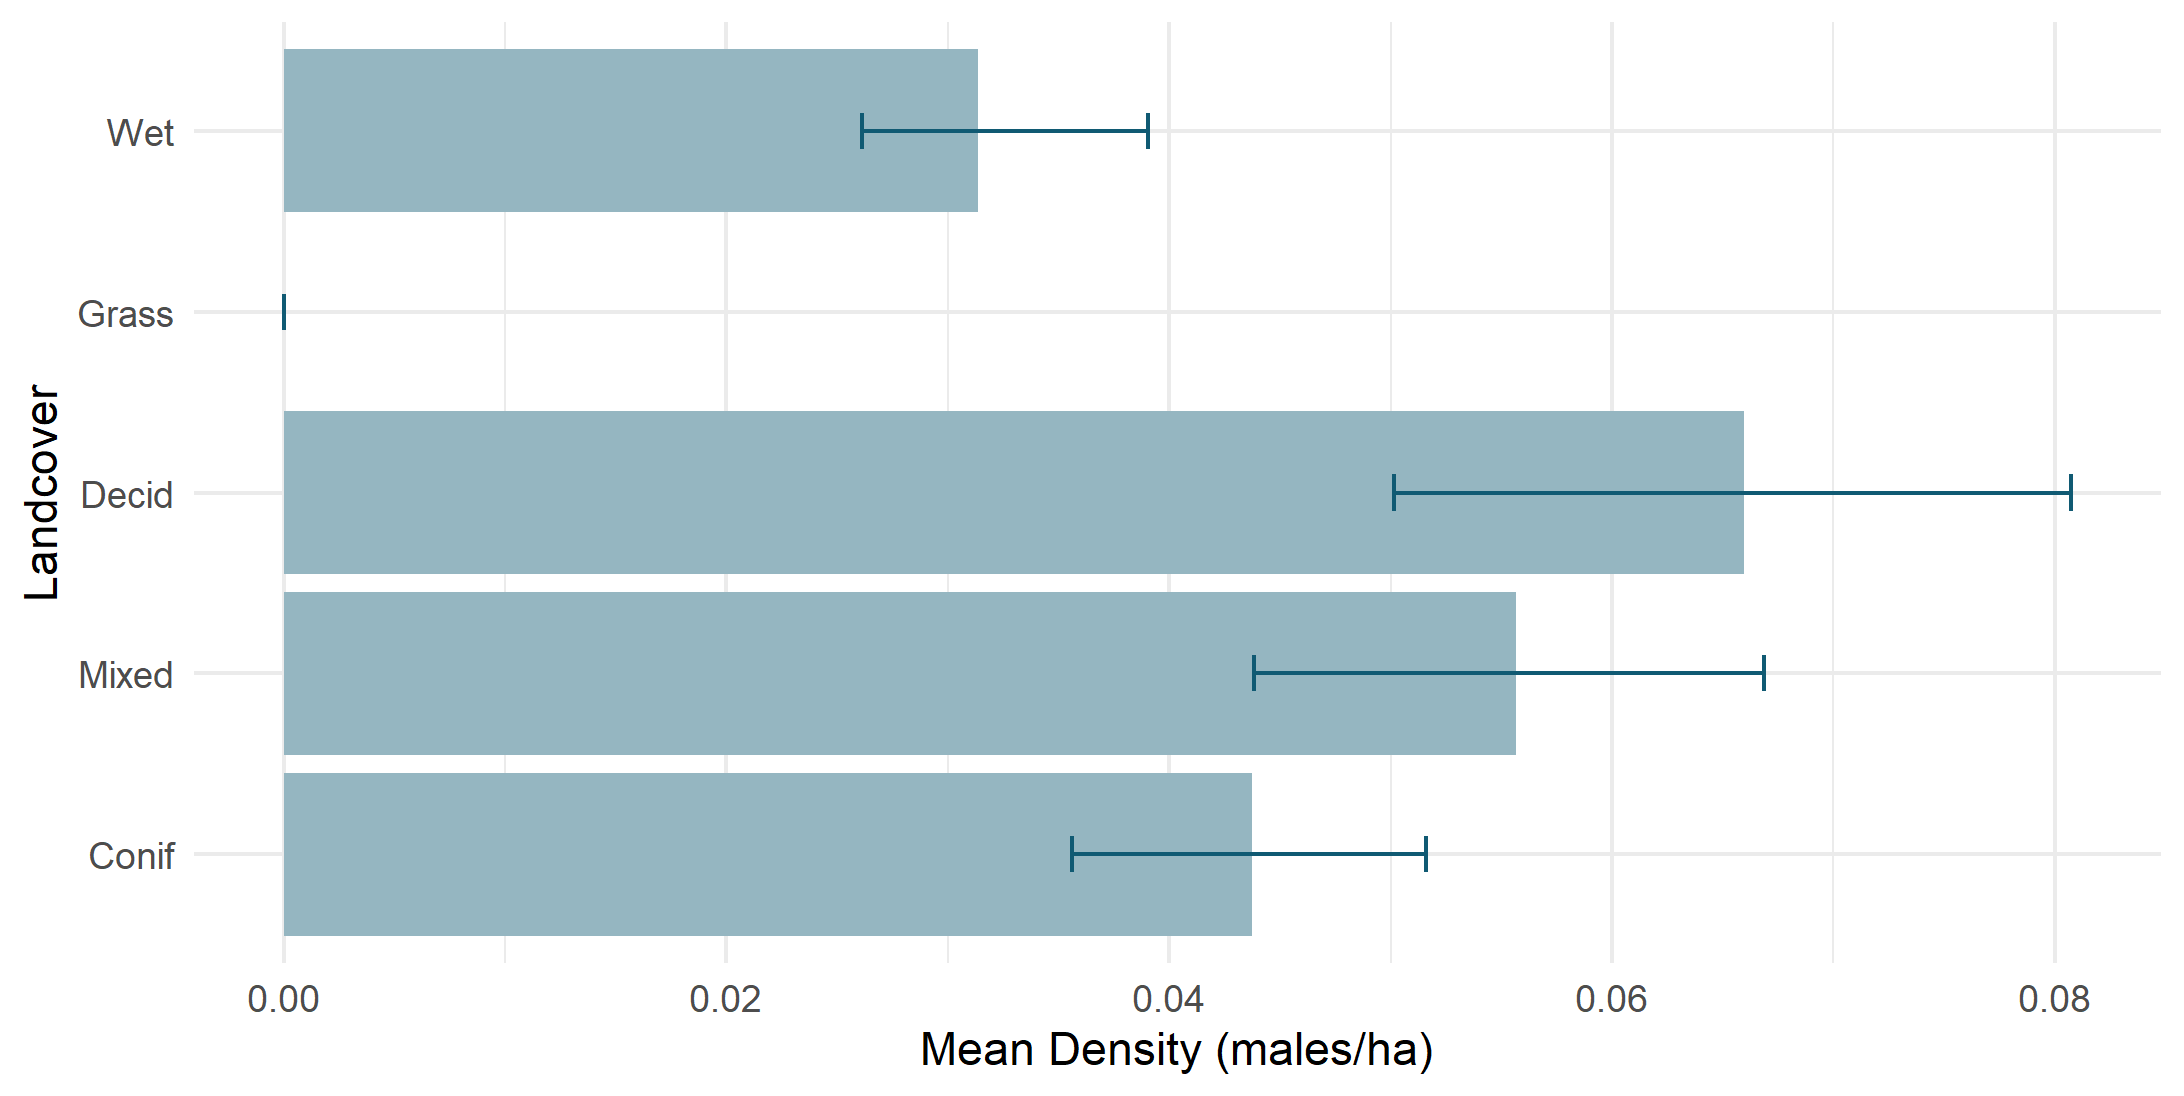 Landcover
Wet
Grass
Decid
Mixed
Conif
0.00 0.02 0.04 0.06 0.08
Mean Density (males/ha)